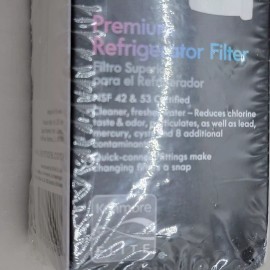 Premium
Refrigerator Filter
Filtro Superior
para el Refrigerador
NSF 42 & 53 Certified
Cleaner, fresher water – Reduces chlorine
taste & odor, particulates, as well as lead,
mercury, cysts and 8 additional
contaminants
Quick-connect fittings make
changing filters a snap
Kenmore
ELITE